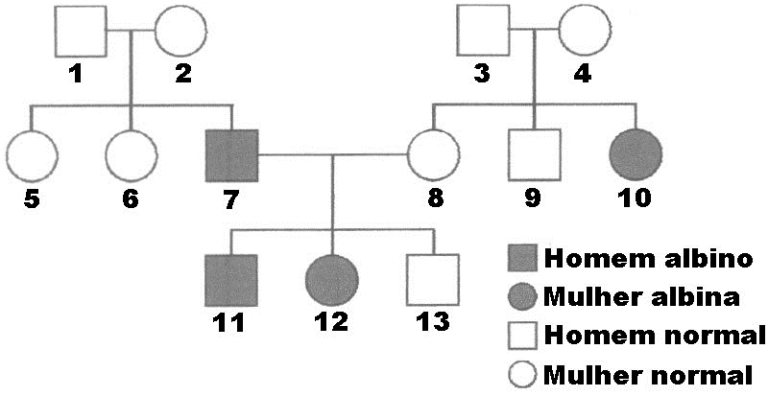 1 2 3 4
5 6 7 8 9 10
11 12 13
Homem albino
Mulher albina
Homem normal
Mulher normal